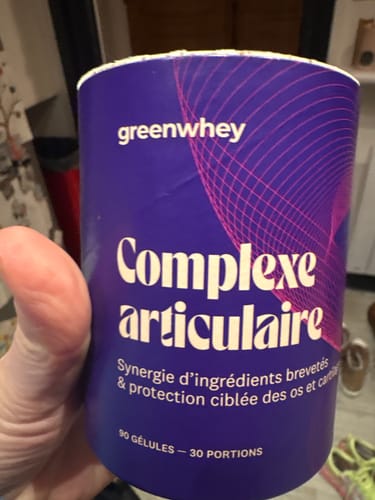 greenwhey
Complexe
articulaire
Synergie d'ingrédients brevetés
& protection ciblée des os et
90 GÉLULES — 30 PORTIONS